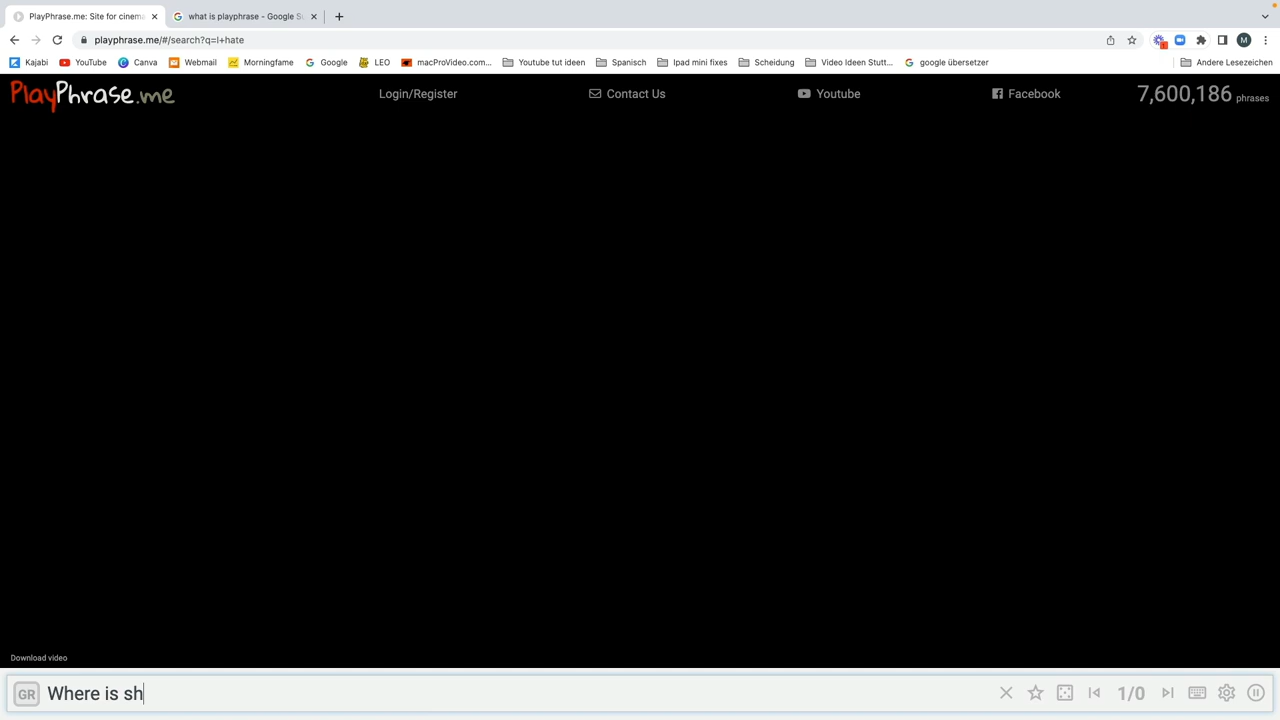 PlayPhrase.me: Site for cinema
what is playphrase - Google Su
playphrase.me/#/search?q=I+hate
M
Kajabi
YouTube
Canva
Webmail
Morningfame
Google
LEO
macProVideo.com...
Youtube tut ideen
Spanisch
Ipad mini fixes
Scheidung
Video Ideen Stutt...
google übersetzer
Andere Lesezeichen
PlayPhrase.me
Login/Register
Contact Us
Youtube
Facebook
7,600,186 phrases
Download video
GR
Where is sh
1/0